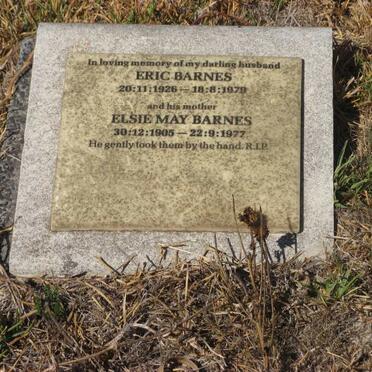 In loving memory of my darling husband
ERIC BARNES
20:11:1926 — 18:8:1979
and his mother
ELSIE MAY BARNES
30:12:1905 — 22:9:1977
He gently took them by the hand. R.I.P.